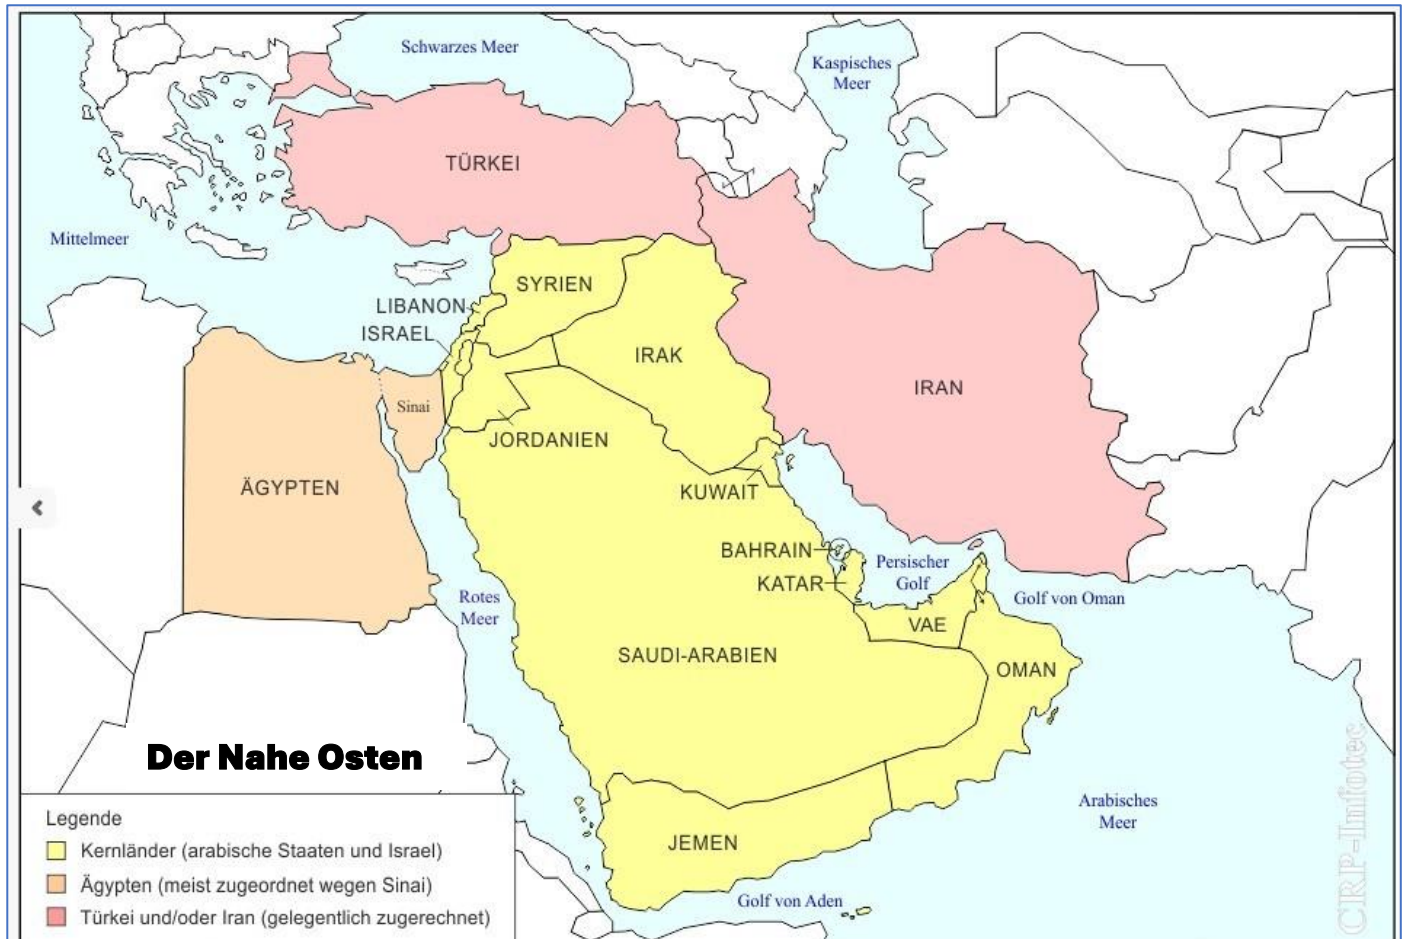 Schwarzes Meer
Kaspisches
Meer
TÜRKEI
Mittelmeer
SYRIEN
LIBANON
ISRAEL
IRAK
IRAN
Sinai
JORDANIEN
ÄGYPTEN
KUWAIT
BAHRAIN
Persischer
Golf
KATAR
Rotes
Meer
Golf von Oman
VAE
SAUDI-ARABIEN
OMAN
Der Nahe Osten
Arabisches
Meer
JEMEN
Golf von Aden
Legende
Kernländer (arabische Staaten und Israel)
Ägypten (meist zugeordnet wegen Sinai)
Türkei und/oder Iran (gelegentlich zugerechnet)
CRP-Infotec